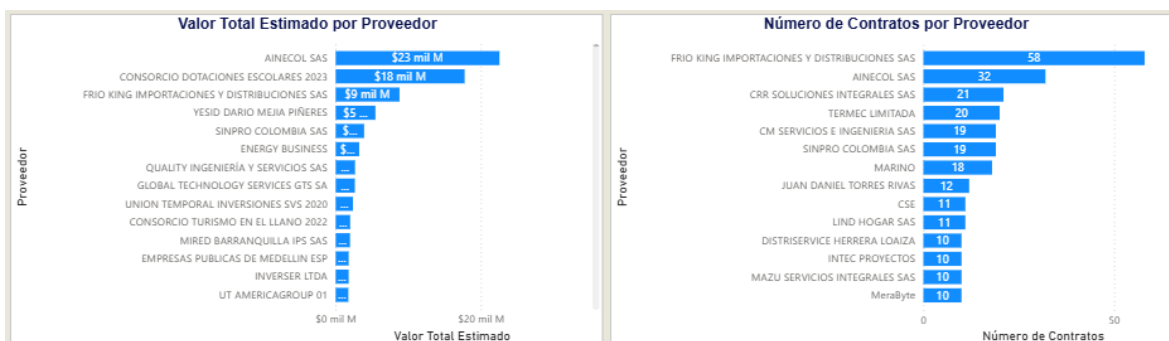 Valor Total Estimado por Proveedor
Proveedor
AINECOL SAS $23 mil M
CONSORCIO DOTACIONES ESCOLARES 2023 $18 mil M
FRIO KING IMPORTACIONES Y DISTRIBUCIONES SAS $9 mil M
YESID DARIO MEJIA PIÑERES $5 ...
SINPRO COLOMBIA SAS $...
ENERGY BUSINESS $...
QUALITY INGENIERÍA Y SERVICIOS SAS ...
GLOBAL TECHNOLOGY SERVICES GTS SA ...
UNION TEMPORAL INVERSIONES SVS 2020 ...
CONSORCIO TURISMO EN EL LLANO 2022 ...
MIRED BARRANQUILLA IPS SAS ...
EMPRESAS PUBLICAS DE MEDELLIN ESP ...
INVERSER LTDA ...
UT AMERICAGROUP 01 ...
$0 mil M $20 mil M
Valor Total Estimado
Número de Contratos por Proveedor
Proveedor
FRIO KING IMPORTACIONES Y DISTRIBUCIONES SAS 58
AINECOL SAS 32
CRR SOLUCIONES INTEGRALES SAS 21
TERMEC LIMITADA 20
CM SERVICIOS E INGENIERIA SAS 19
SINPRO COLOMBIA SAS 19
MARINO 18
JUAN DANIEL TORRES RIVAS 12
CSE 11
LIND HOGAR SAS 11
DISTRISERVICE HERRERA LOAIZA 10
INTEC PROYECTOS 10
MAZU SERVICIOS INTEGRALES SAS 10
MeraByte 10
0 50
Número de Contratos